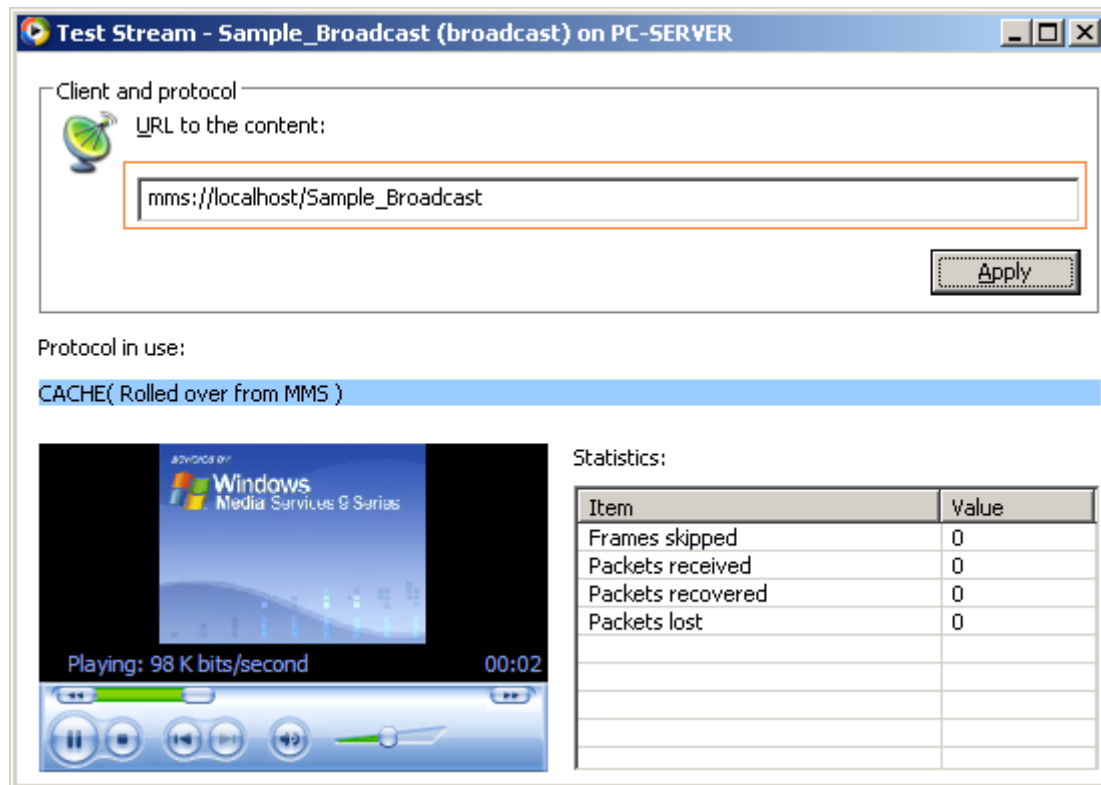 Test Stream - Sample_Broadcast (broadcast) on PC-SERVER
Client and protocol
URL to the content:
mms://localhost/Sample_Broadcast
Apply
Protocol in use:
CACHE( Rolled over from MMS )
POWERED BY
Windows
Media Services 9 Series
Playing: 98 K bits/second 00:02
Statistics:
Item Value
Frames skipped 0
Packets received 0
Packets recovered 0
Packets lost 0